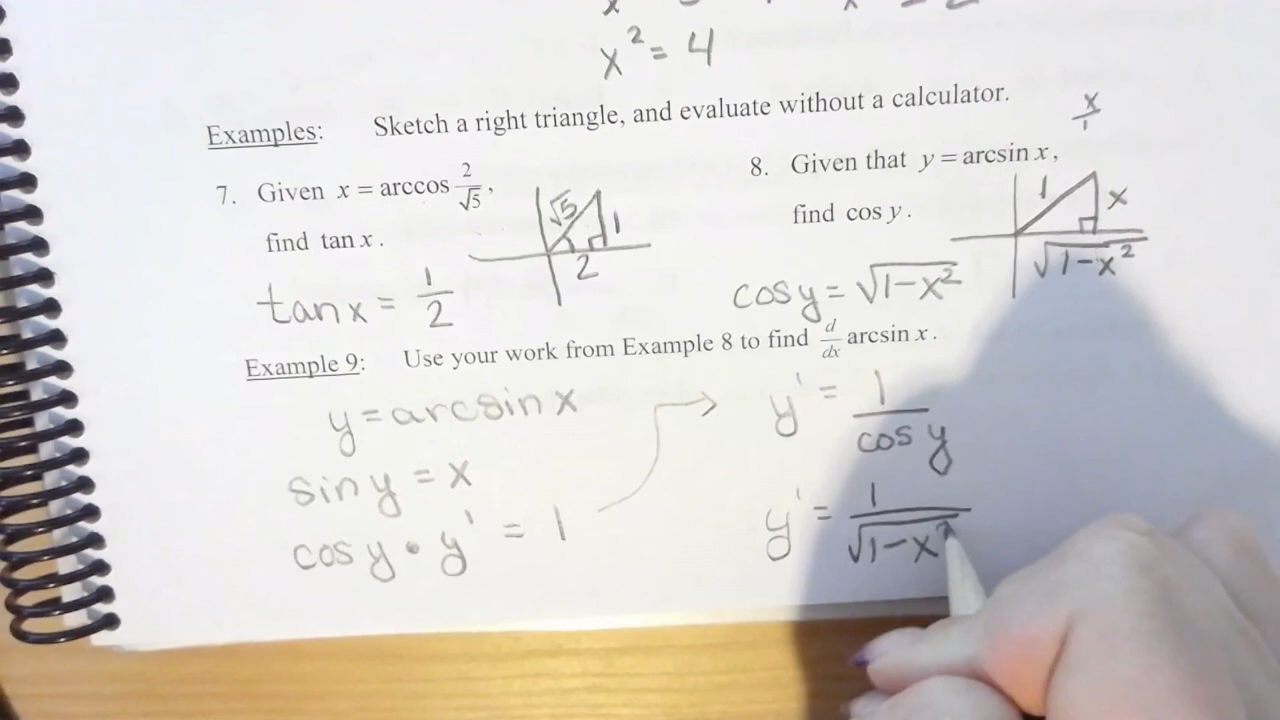 x² = 4
Examples: Sketch a right triangle, and evaluate without a calculator.
7. Given x = arccos 2/√5,
find tan x.
√5
1
2
tan x = 1/2
x/1
8. Given that y = arcsin x,
find cos y.
1
x
√1-x²
cos y = √1-x²
Example 9: Use your work from Example 8 to find d/dx arcsin x.
y = arcsin x
sin y = x
cos y • y' = 1
y' = 1/cos y
y' = 1/√1-x²